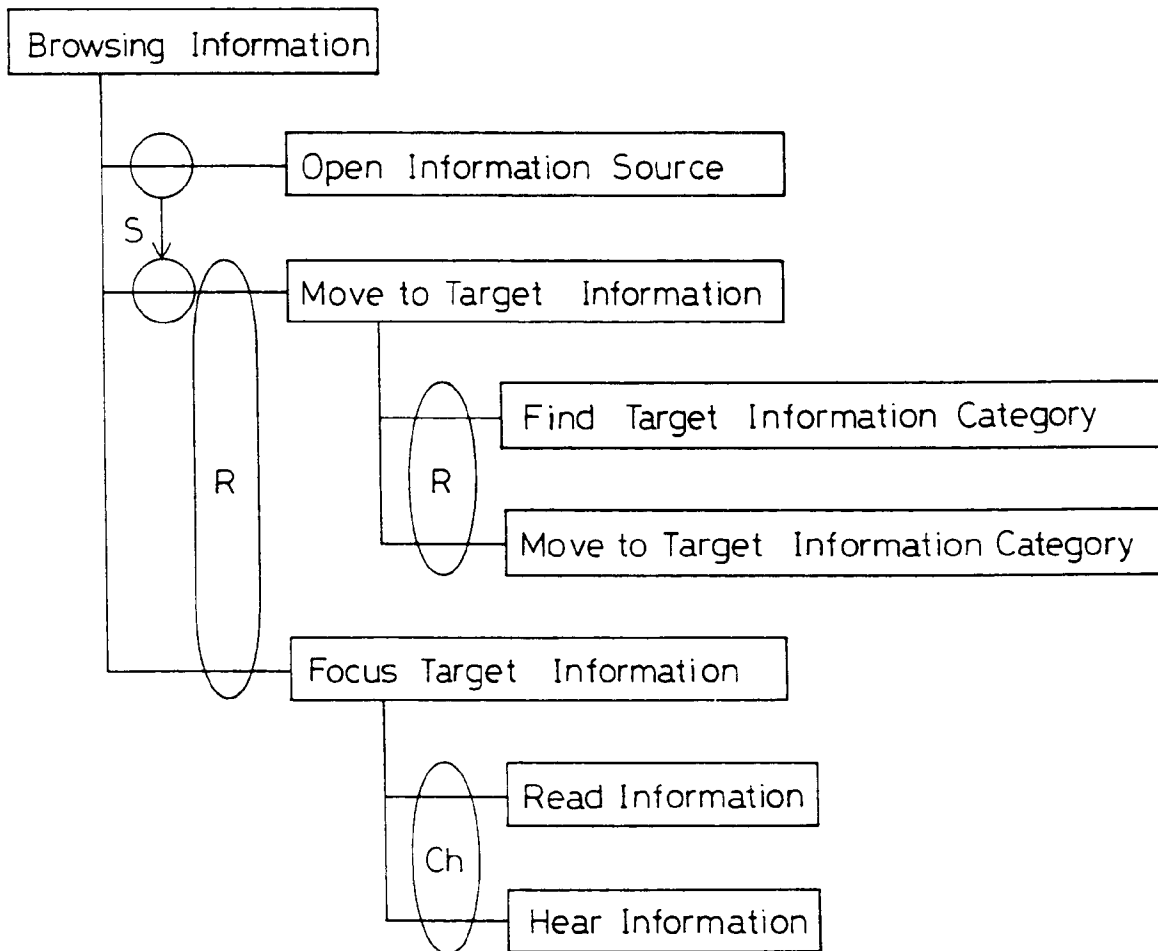 Browsing Information
Open Information Source
S
Move to Target Information
Find Target Information Category
R
R
Move to Target Information Category
Focus Target Information
Read Information
Ch
Hear Information